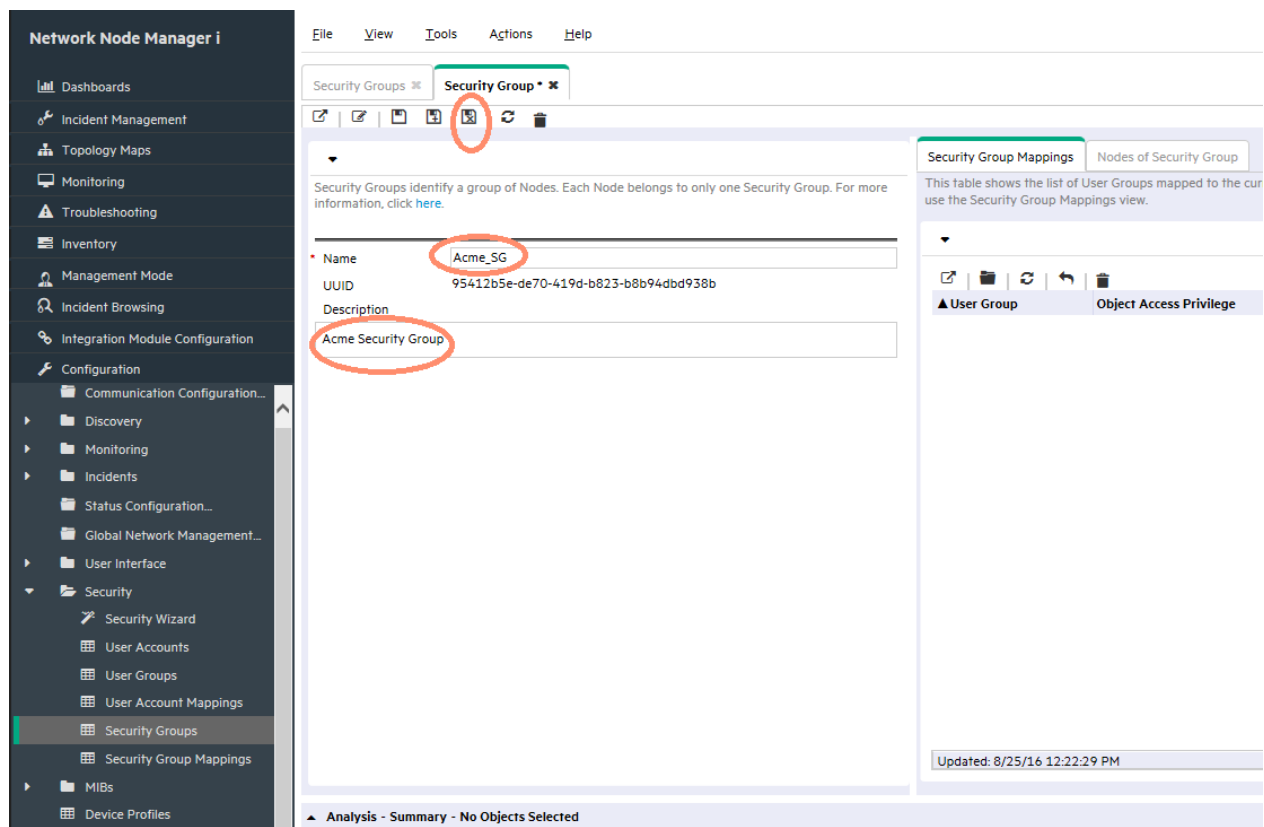 Network Node Manager i
Dashboards
Incident Management
Topology Maps
Monitoring
Troubleshooting
Inventory
Management Mode
Incident Browsing
Integration Module Configuration
Configuration
Communication Configuration...
Discovery
Monitoring
Incidents
Status Configuration...
Global Network Management...
User Interface
Security
Security Wizard
User Accounts
User Groups
User Account Mappings
Security Groups
Security Group Mappings
MIBs
Device Profiles
File View Tools Actions Help
Security Groups Security Group *
Security Groups identify a group of Nodes. Each Node belongs to only one Security Group. For more
information, click here.
* Name Acme_SG
UUID 95412b5e-de70-419d-b823-b8b94dbd938b
Description
Acme Security Group
Security Group Mappings Nodes of Security Group
This table shows the list of User Groups mapped to the cur
use the Security Group Mappings view.
User Group Object Access Privilege
Updated: 8/25/16 12:22:29 PM
Analysis - Summary - No Objects Selected